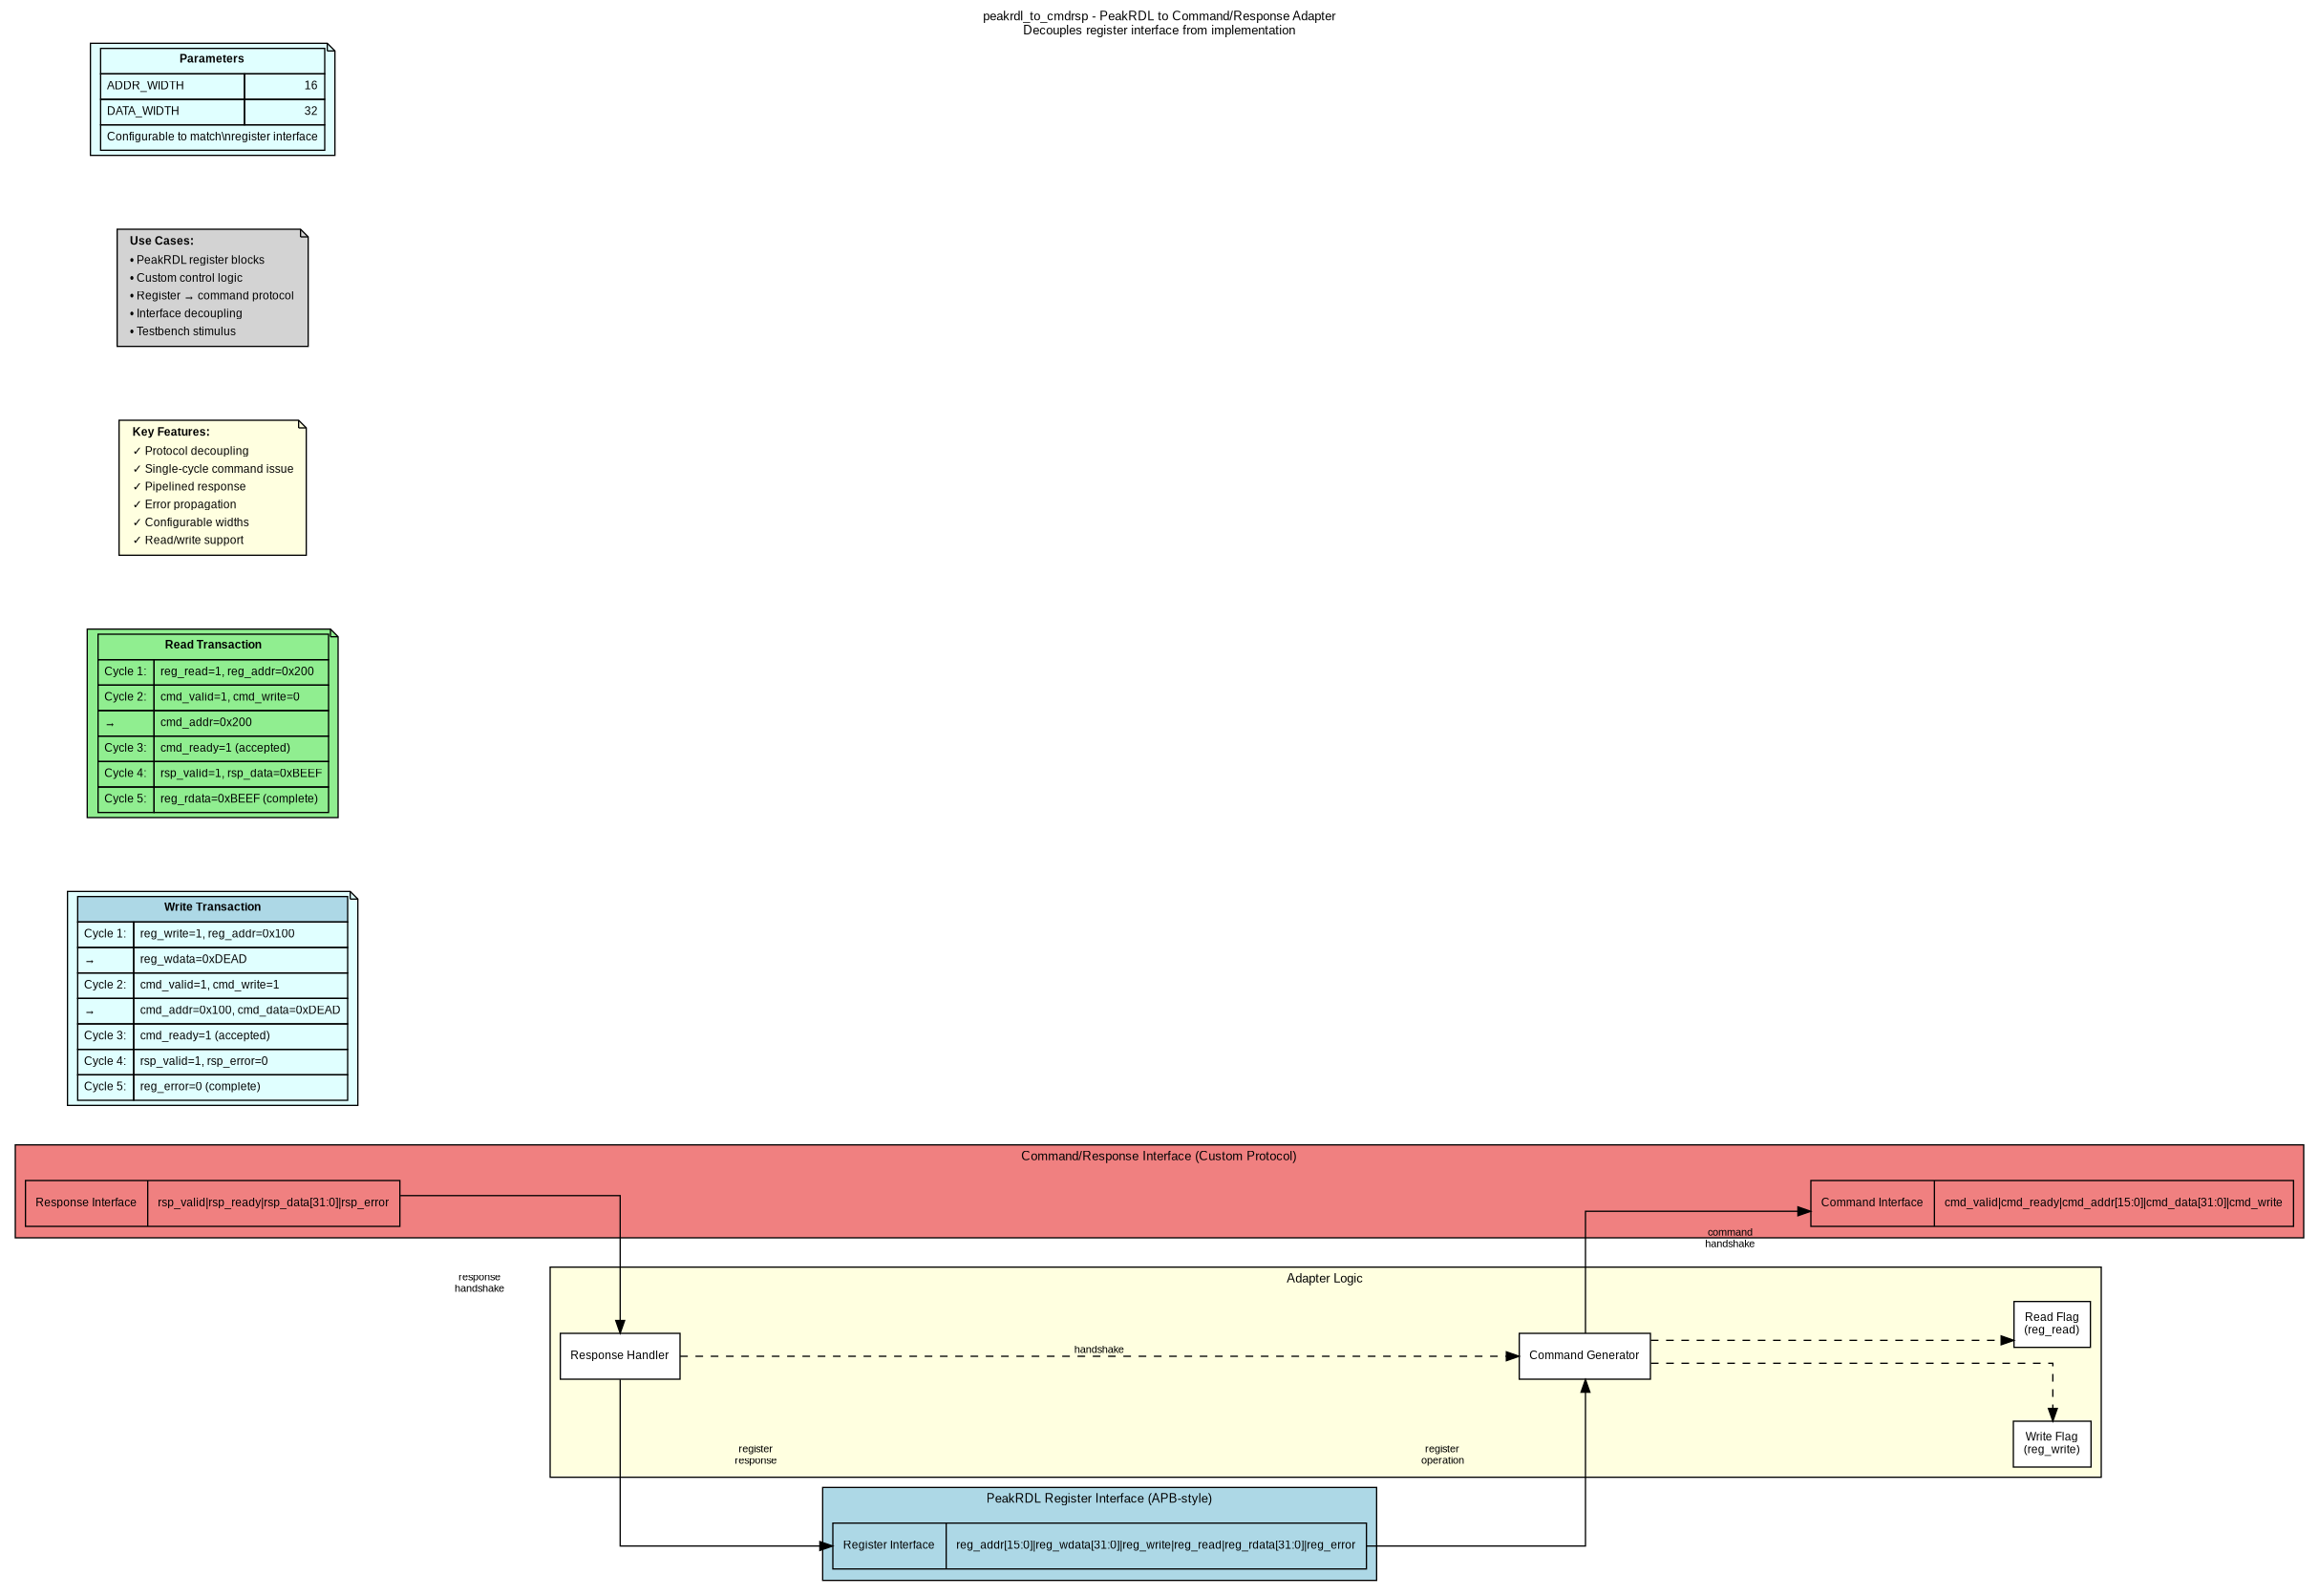 peakrdl_to_cmdrsp - PeakRDL to Command/Response Adapter
Decouples register interface from implementation
Parameters
ADDR_WIDTH 16
DATA_WIDTH 32
Configurable to match\nregister interface
Use Cases:
• PeakRDL register blocks
• Custom control logic
• Register → command protocol
• Interface decoupling
• Testbench stimulus
Key Features:
✓ Protocol decoupling
✓ Single-cycle command issue
✓ Pipelined response
✓ Error propagation
✓ Configurable widths
✓ Read/write support
Read Transaction
Cycle 1: reg_read=1, reg_addr=0x200
Cycle 2: cmd_valid=1, cmd_write=0
→ cmd_addr=0x200
Cycle 3: cmd_ready=1 (accepted)
Cycle 4: rsp_valid=1, rsp_data=0xBEEF
Cycle 5: reg_rdata=0xBEEF (complete)
Write Transaction
Cycle 1: reg_write=1, reg_addr=0x100
→ reg_wdata=0xDEAD
Cycle 2: cmd_valid=1, cmd_write=1
→ cmd_addr=0x100, cmd_data=0xDEAD
Cycle 3: cmd_ready=1 (accepted)
Cycle 4: rsp_valid=1, rsp_error=0
Cycle 5: reg_error=0 (complete)
Command/Response Interface (Custom Protocol)
Response Interface rsp_valid|rsp_ready|rsp_data[31:0]|rsp_error
Command Interface cmd_valid|cmd_ready|cmd_addr[15:0]|cmd_data[31:0]|cmd_write
command
handshake
response
handshake
Adapter Logic
Read Flag
(reg_read)
Response Handler
handshake
Command Generator
Write Flag
(reg_write)
register
response
register
operation
PeakRDL Register Interface (APB-style)
Register Interface reg_addr[15:0]|reg_wdata[31:0]|reg_write|reg_read|reg_rdata[31:0]|reg_error